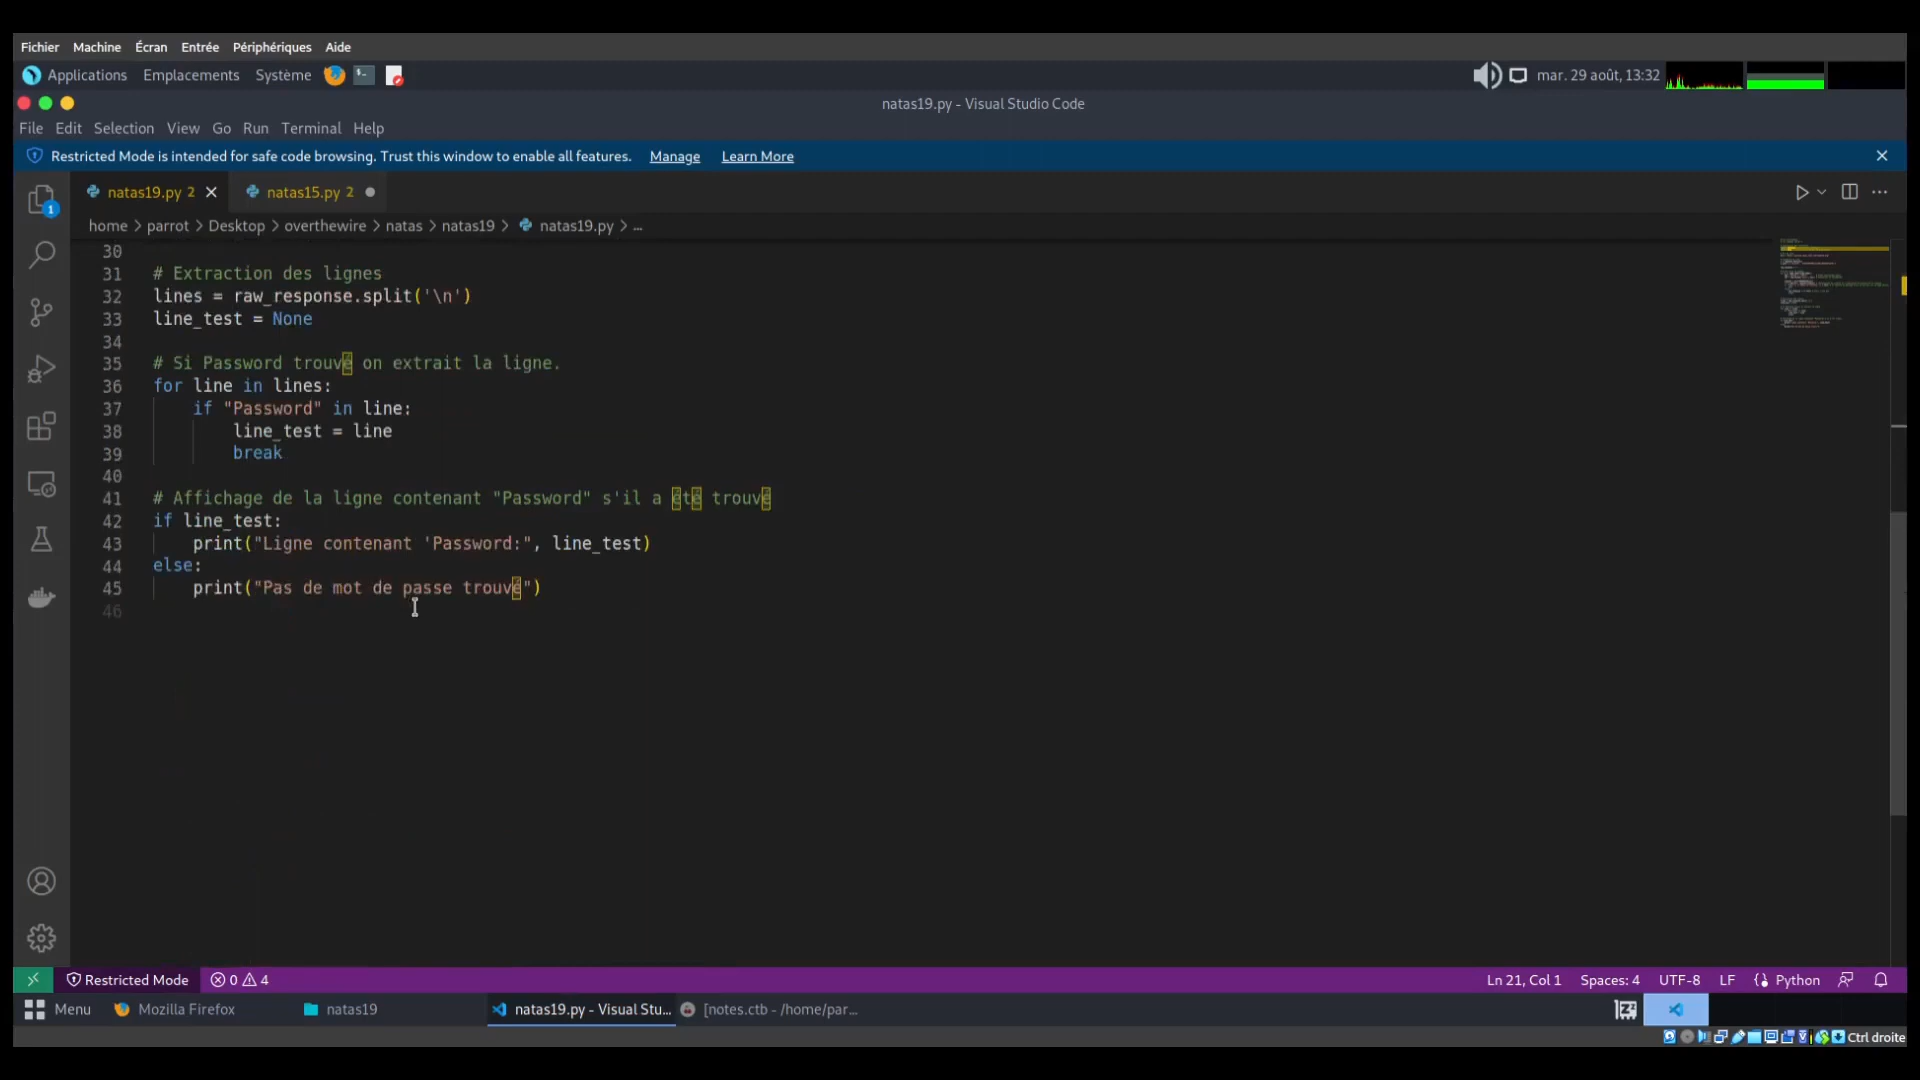 Fichier Machine Écran Entrée Périphériques Aide
Applications Emplacements Système mar. 29 août, 13:32
natas19.py - Visual Studio Code
File Edit Selection View Go Run Terminal Help
Restricted Mode is intended for safe code browsing. Trust this window to enable all features. Manage Learn More
natas19.py 2 natas15.py 2
home > parrot > Desktop > overthewire > natas > natas19 > natas19.py > ...
30
31 # Extraction des lignes
32 lines = raw_response.split('\n')
33 line_test = None
34
35 # Si Password trouvé on extrait la ligne.
36 for line in lines:
37 if "Password" in line:
38 line_test = line
39 break
40
41 # Affichage de la ligne contenant "Password" s'il a été trouvé
42 if line_test:
43 print("Ligne contenant 'Password:", line_test)
44 else:
45 print("Pas de mot de passe trouvé")
46
1
Restricted Mode 0 4 Ln 21, Col 1 Spaces: 4 UTF-8 LF Python
Menu Mozilla Firefox natas19 natas19.py - Visual Stu... [notes.ctb - /home/par...
Ctrl droite